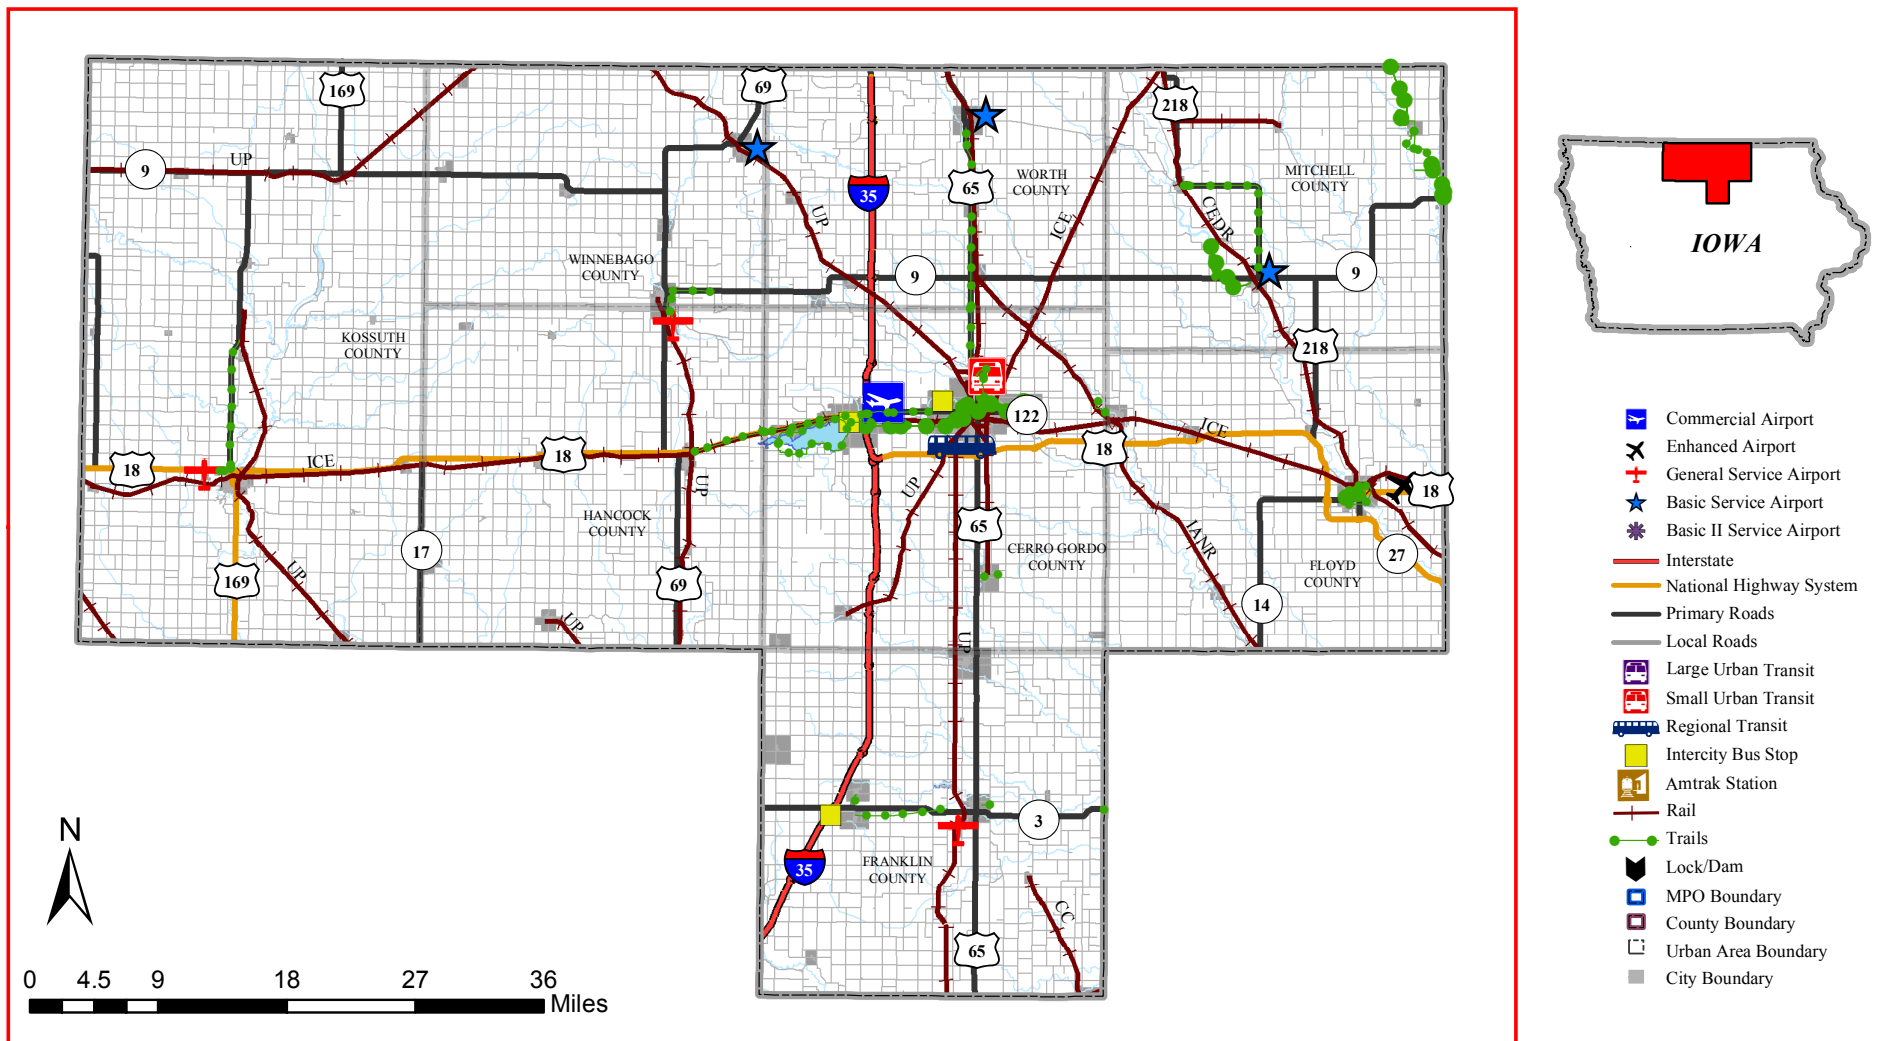 169
69
218
9
UP
65
35
WORTH
COUNTY
MITCHELL
COUNTY
UP
ICE
CEDR
WINNEBAGO
COUNTY
9
9
KOSSUTH
COUNTY
218
122
18
ICE
18
18
ICE
UP
UP
18
HANCOCK
COUNTY
17
65
CERRO GORDO
COUNTY
IANR
27
FLOYD
COUNTY
169
UP
69
14
UP
UP
3
35
FRANKLIN
COUNTY
CC
65
N
0 4.5 9 18 27 36
Miles
IOWA
Commercial Airport
Enhanced Airport
General Service Airport
Basic Service Airport
Basic II Service Airport
Interstate
National Highway System
Primary Roads
Local Roads
Large Urban Transit
Small Urban Transit
Regional Transit
Intercity Bus Stop
Amtrak Station
Rail
Trails
Lock/Dam
MPO Boundary
County Boundary
Urban Area Boundary
City Boundary